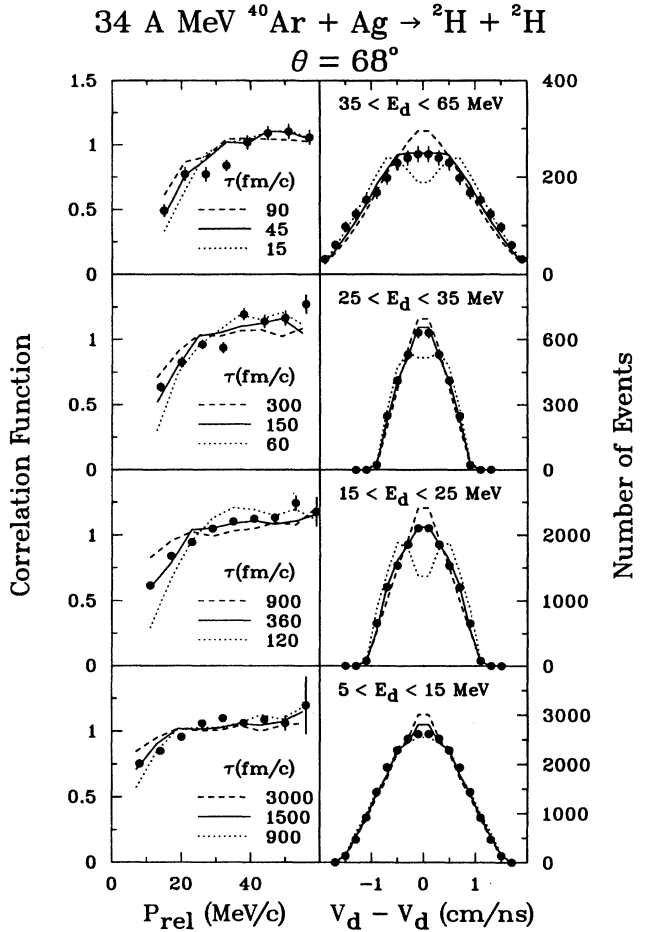 34 A MeV ⁴⁰Ar + Ag → ²H + ²H
θ = 68°
1.5
1
0.5
0
τ(fm/c)
90
45
15
35 < E_d < 65 MeV
400
200
0
1
0.5
0
τ(fm/c)
300
150
60
25 < E_d < 35 MeV
600
300
0
1
0.5
0
τ(fm/c)
900
360
120
15 < E_d < 25 MeV
2000
1000
0
1
0.5
0
τ(fm/c)
3000
1500
900
5 < E_d < 15 MeV
3000
2000
1000
0
0 20 40
-1 0 1
P_rel (MeV/c)
V_d − V_d (cm/ns)
Correlation Function
Number of Events